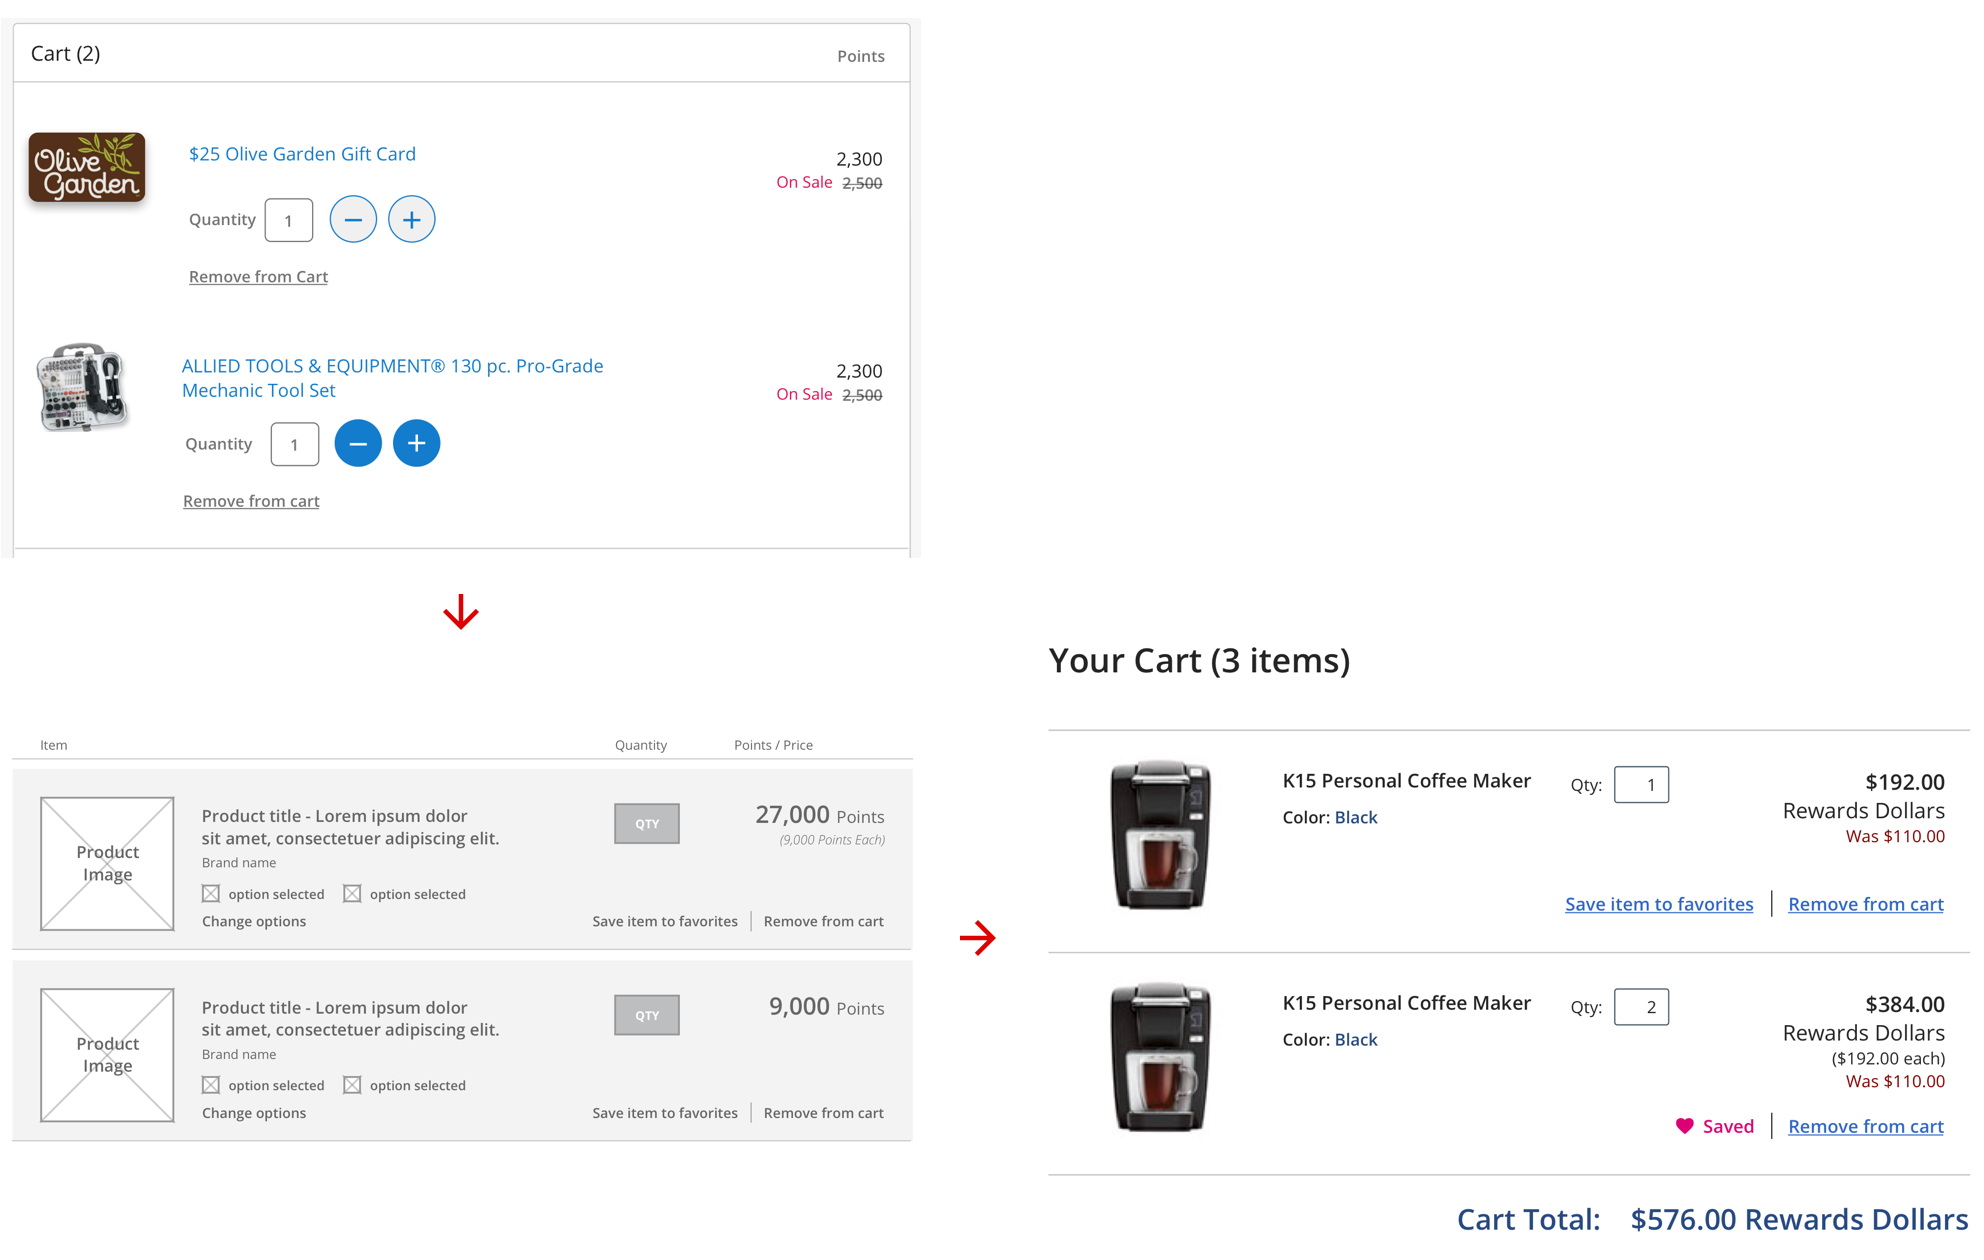 Cart (2)
Points
Olive
Garden
$25 Olive Garden Gift Card
2,300
On Sale 2,500
Quantity 1 − +
Remove from Cart
ALLIED TOOLS & EQUIPMENT® 130 pc. Pro-Grade
Mechanic Tool Set
2,300
On Sale 2,500
Quantity 1 − +
Remove from cart
Item
Quantity
Points / Price
Product
Image
Product title - Lorem ipsum dolor
sit amet, consectetuer adipiscing elit.
Brand name
option selected
option selected
Change options
QTY
27,000 Points
(9,000 Points Each)
Save item to favorites
Remove from cart
Product
Image
Product title - Lorem ipsum dolor
sit amet, consectetuer adipiscing elit.
Brand name
option selected
option selected
Change options
QTY
9,000 Points
Save item to favorites
Remove from cart
Your Cart (3 items)
K15 Personal Coffee Maker
Color: Black
Qty: 1
$192.00
Rewards Dollars
Was $110.00
Save item to favorites
Remove from cart
K15 Personal Coffee Maker
Color: Black
Qty: 2
$384.00
Rewards Dollars
($192.00 each)
Was $110.00
Saved
Remove from cart
Cart Total: $576.00 Rewards Dollars